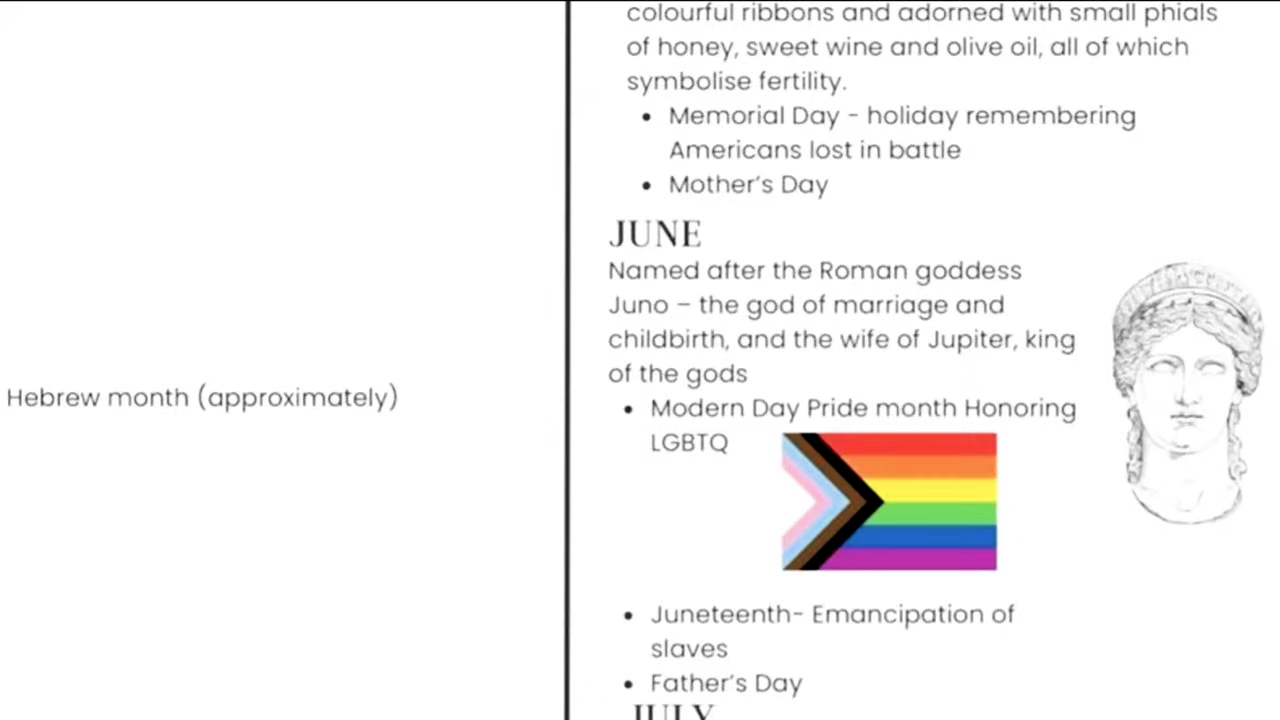 colourful ribbons and adorned with small phials
of honey, sweet wine and olive oil, all of which
symbolise fertility.
• Memorial Day - holiday remembering
Americans lost in battle
• Mother's Day
JUNE
Named after the Roman goddess
Juno – the god of marriage and
childbirth, and the wife of Jupiter, king
of the gods
Hebrew month (approximately)
• Modern Day Pride month Honoring
LGBTQ
• Juneteenth- Emancipation of
slaves
• Father's Day
JULY